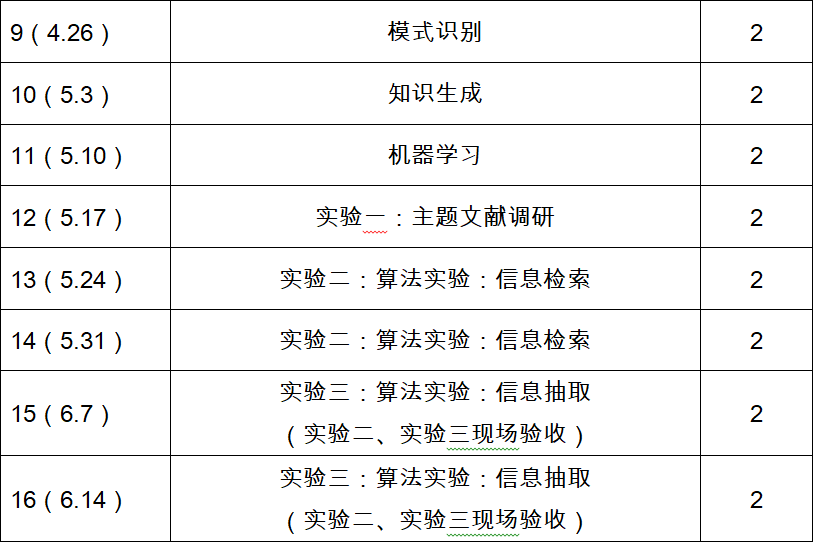 9（4.26） 模式识别 2
10（5.3） 知识生成 2
11（5.10） 机器学习 2
12（5.17） 实验一：主题文献调研 2
13（5.24） 实验二：算法实验：信息检索 2
14（5.31） 实验二：算法实验：信息检索 2
15（6.7） 实验三：算法实验：信息抽取 2
（实验二、实验三现场验收）
16（6.14） 实验三：算法实验：信息抽取 2
（实验二、实验三现场验收）